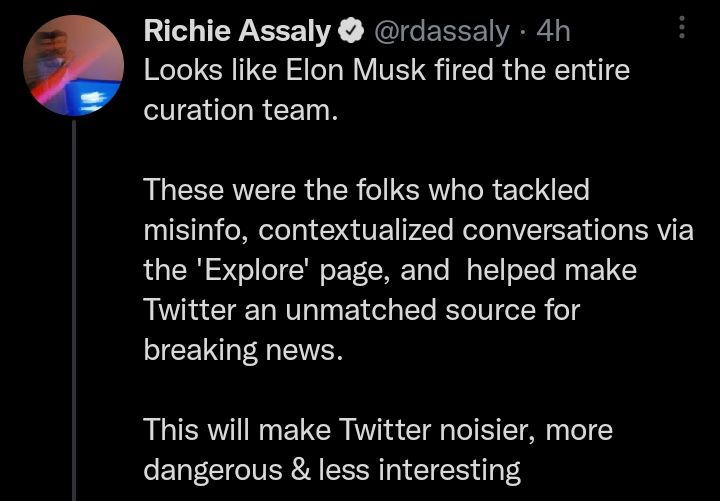 Richie Assaly @rdassaly · 4h
Looks like Elon Musk fired the entire
curation team.
These were the folks who tackled
misinfo, contextualized conversations via
the 'Explore' page, and  helped make
Twitter an unmatched source for
breaking news.
This will make Twitter noisier, more
dangerous & less interesting